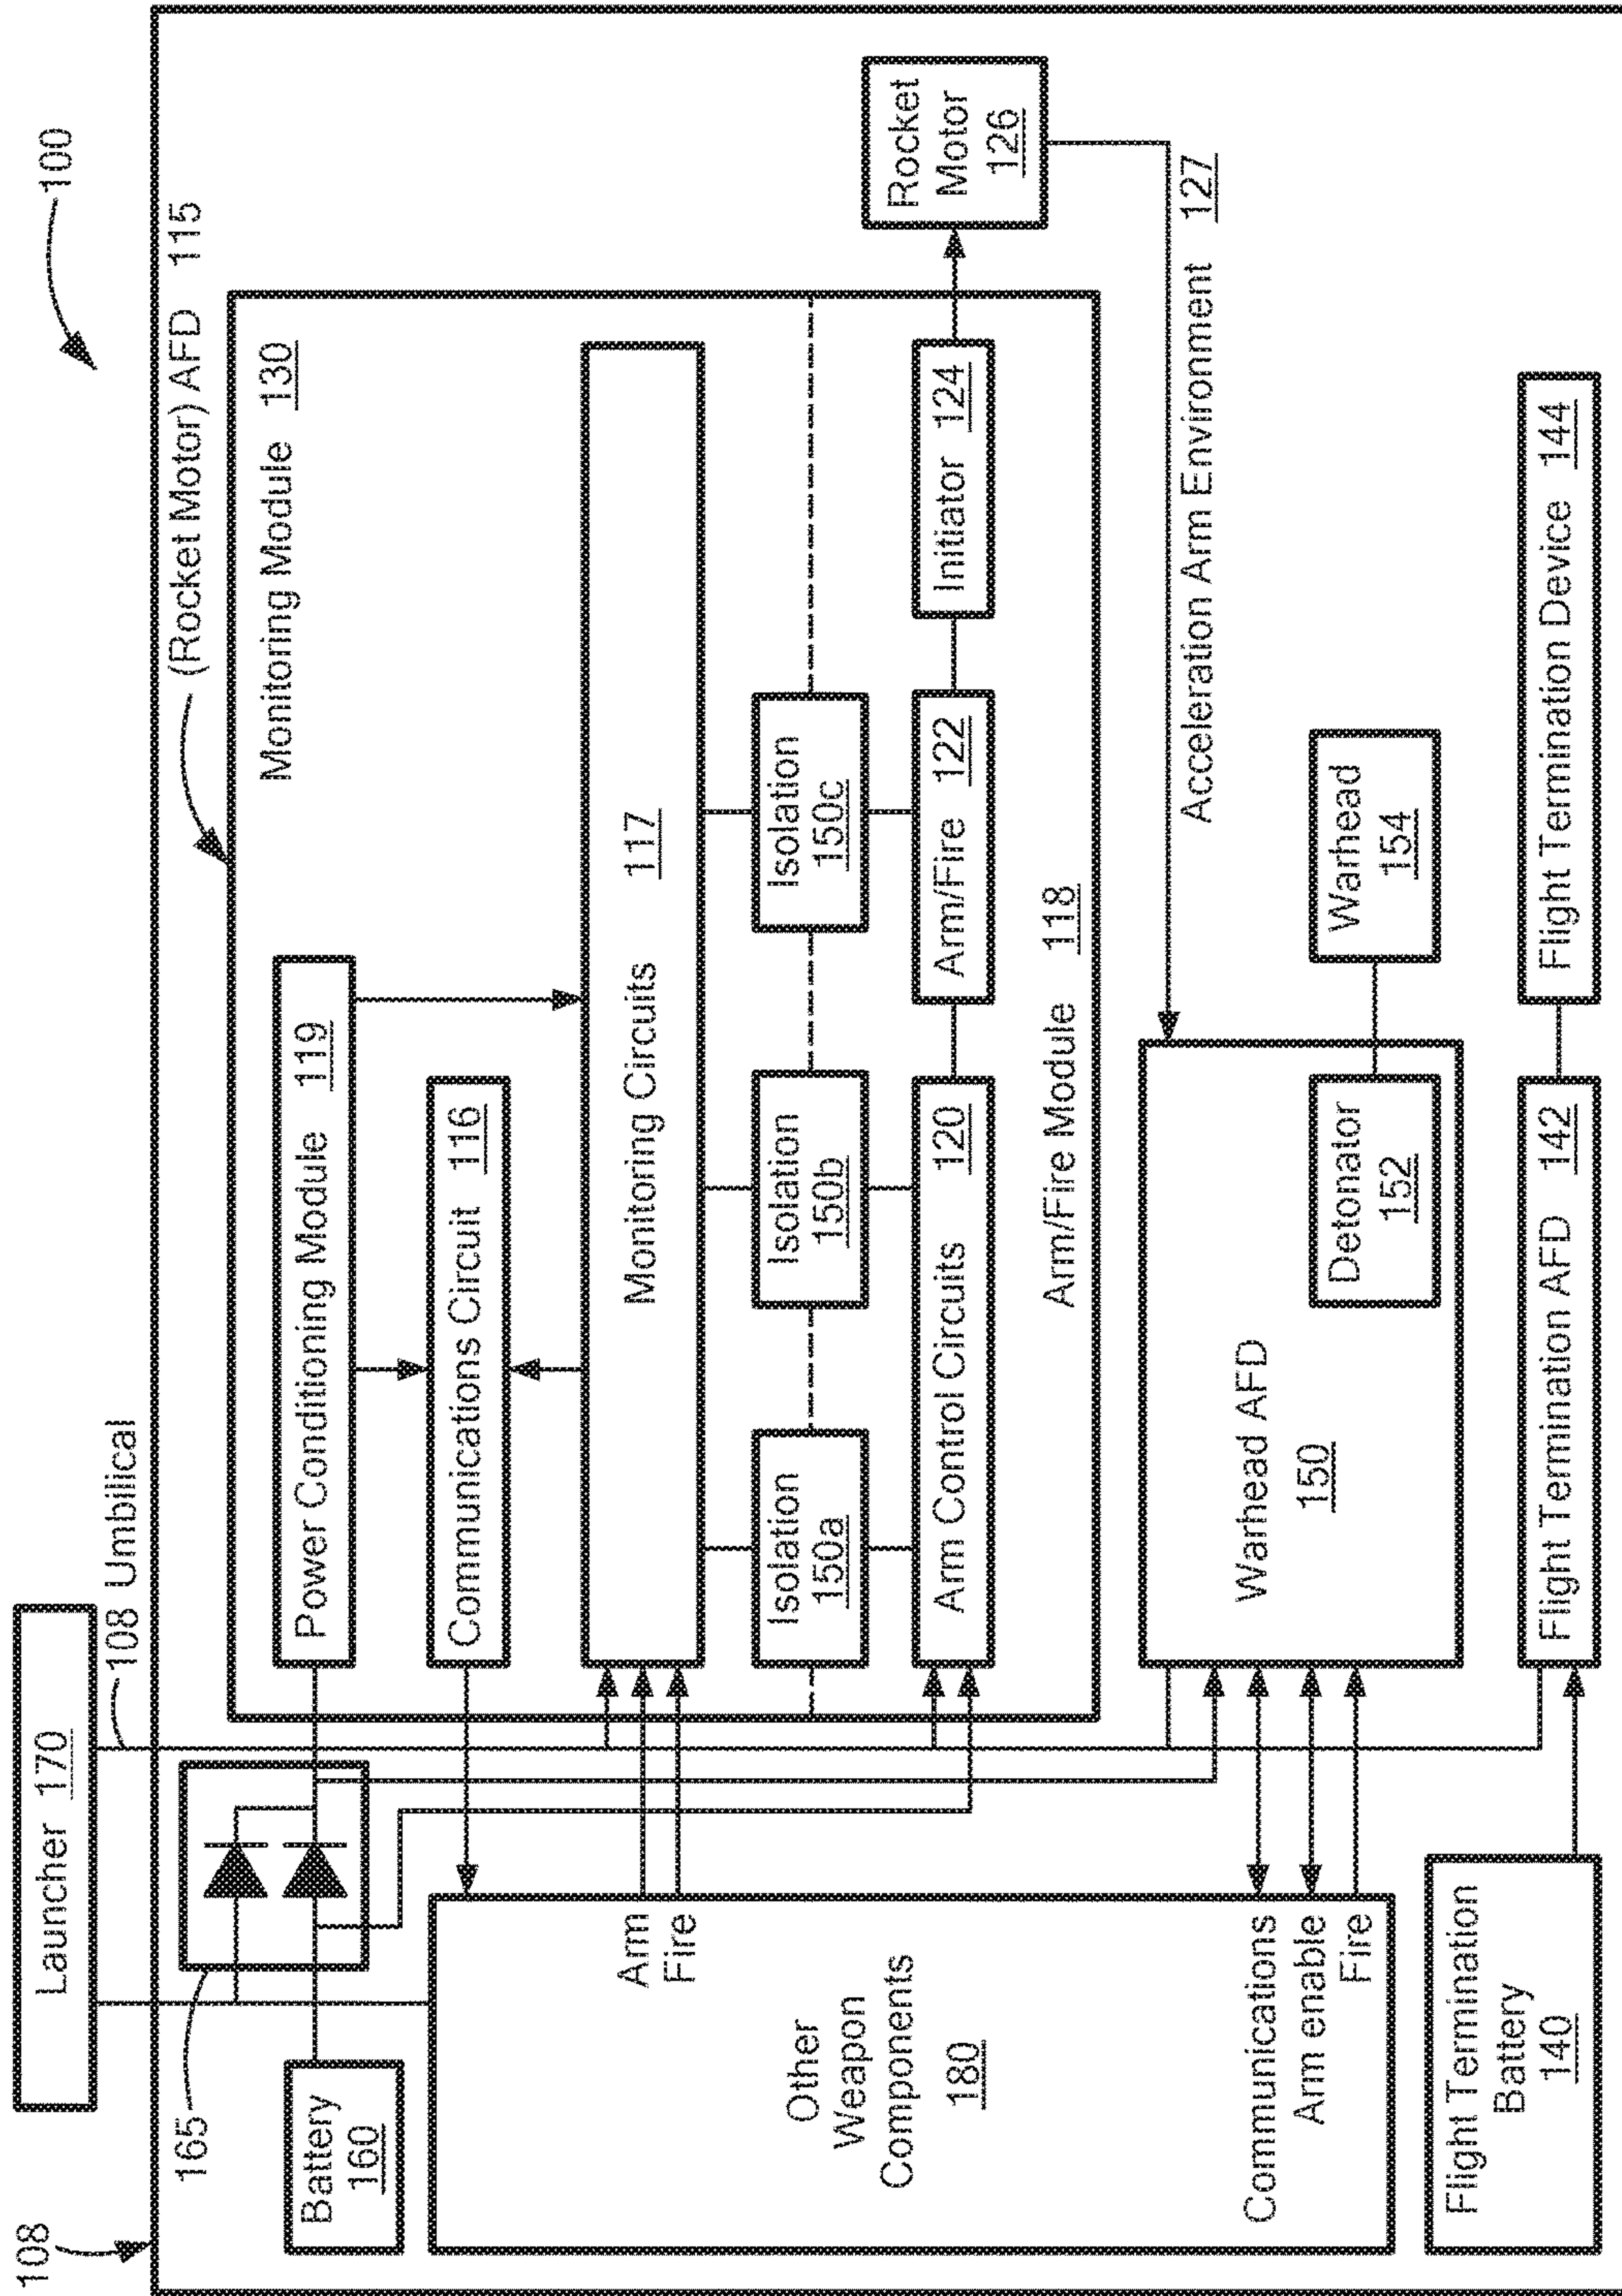 100
108
Launcher 170
108 Umbilical
165
(Rocket Motor) AFD 115
Battery
160
Monitoring Module 130
Power Conditioning Module 119
Communications Circuit 116
Monitoring Circuits 117
Arm
Fire
Isolation
150a
Isolation
150b
Isolation
150c
Rocket
Motor
126
Other
Weapon
Components
180
Arm Control Circuits 120
Arm/Fire 122
Initiator 124
Arm/Fire Module 118
Acceleration Arm Environment 127
Communications
Arm enable
Fire
Warhead AFD
150
Detonator
152
Warhead
154
Flight Termination
Battery
140
Flight Termination AFD 142
Flight Termination Device 144